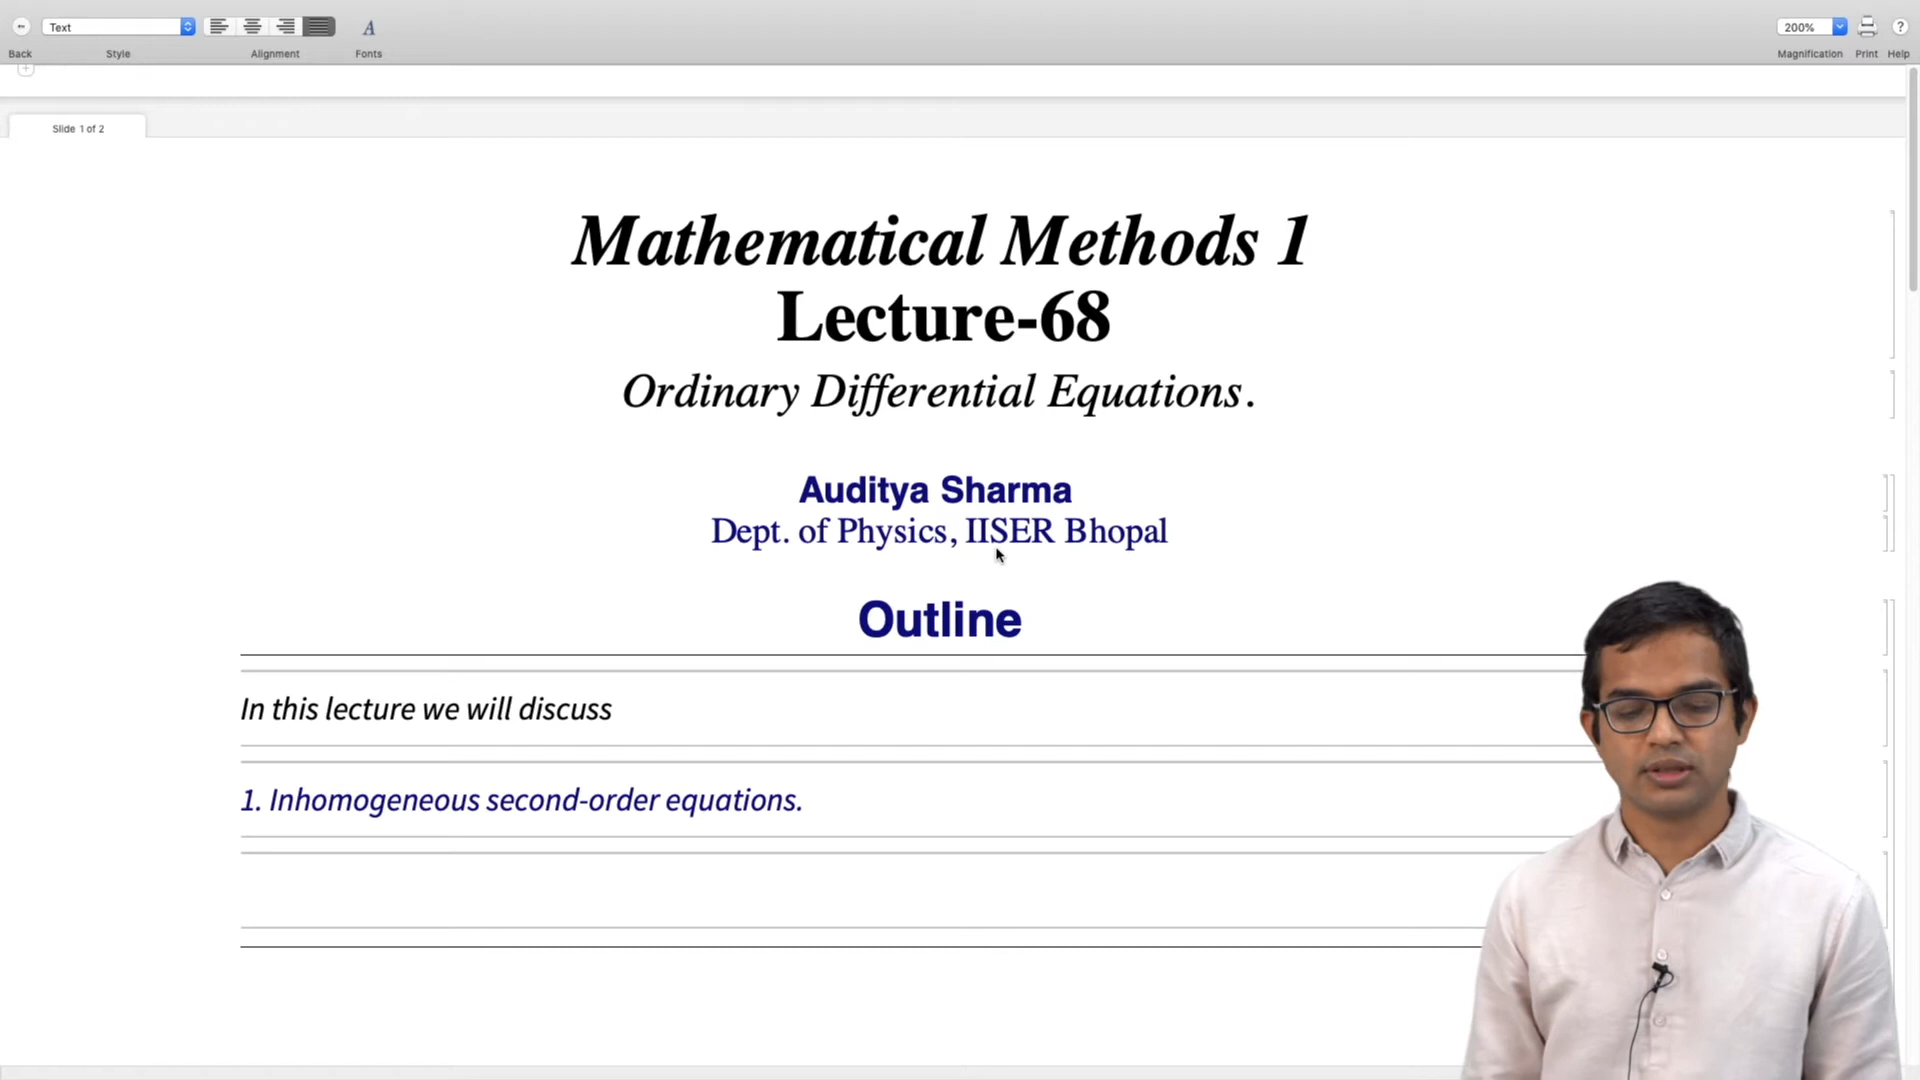 Text
Back
Style
Alignment
Fonts
200%
Magnification
Print
Help
Slide 1 of 2
Mathematical Methods 1
Lecture-68
Ordinary Differential Equations.
Auditya Sharma
Dept. of Physics, IISER Bhopal
Outline
In this lecture we will discuss
1. Inhomogeneous second-order equations.